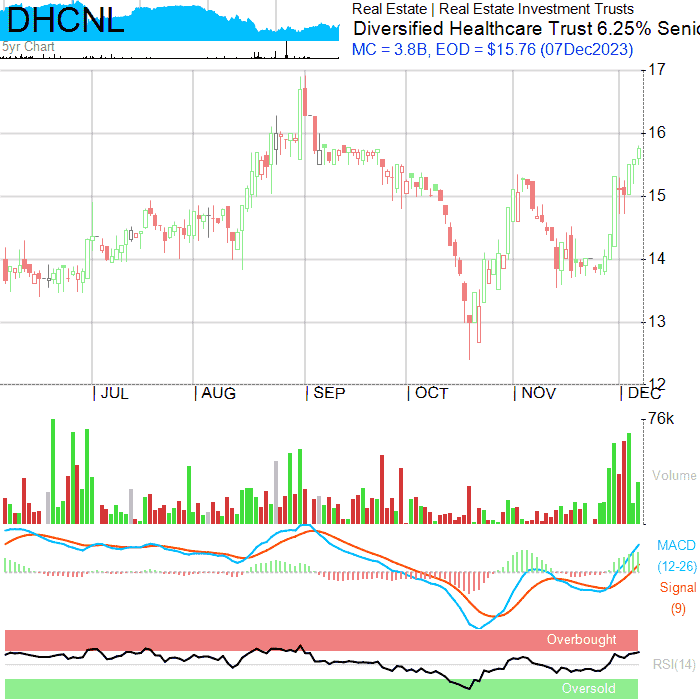 DHCNL
5yr Chart
Real Estate | Real Estate Investment Trusts
Diversified Healthcare Trust 6.25% Senio
MC = 3.8B, EOD = $15.76 (07Dec2023)
17
16
15
14
13
12
JUL AUG SEP OCT NOV DEC
76k
Volume
MACD
(12-26)
Signal
(9)
Overbought
RSI(14)
Oversold